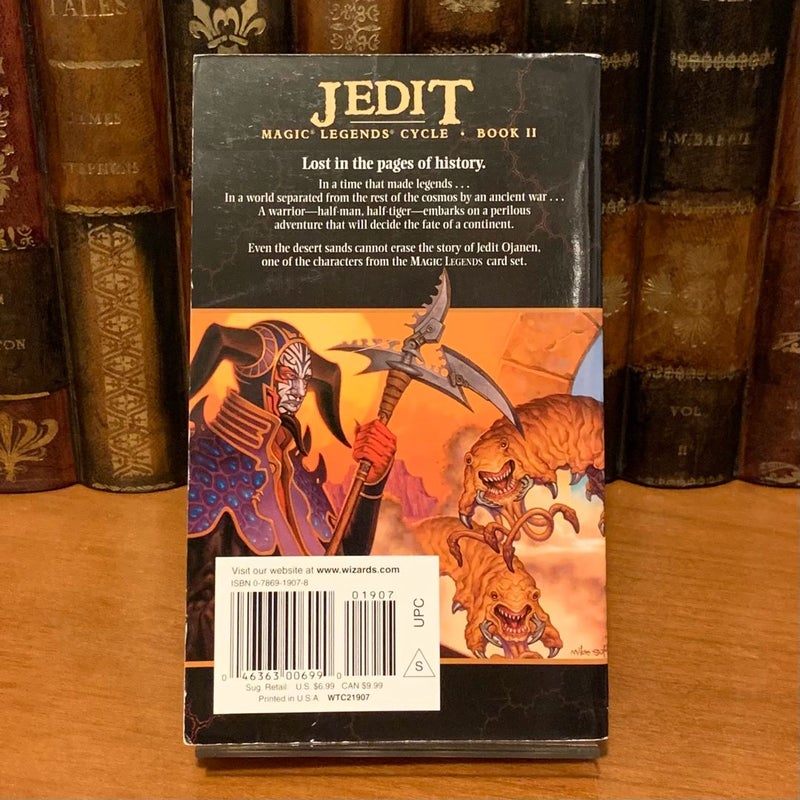 TALES
JAMES
STEPHENS
J.M. BARRIE
VOL
II
JEDIT
MAGIC® LEGENDS® CYCLE • BOOK II
Lost in the pages of history.
In a time that made legends . . .
In a world separated from the rest of the cosmos by an ancient war . . .
A warrior—half-man, half-tiger—embarks on a perilous
adventure that will decide the fate of a continent.
Even the desert sands cannot erase the story of Jedit Ojanen,
one of the characters from the MAGIC LEGENDS card set.
Visit our website at www.wizards.com
ISBN 0-7869-1907-8
01907
UPC
S
0 46363 00699 0
Sug. Retail: U.S. $6.99 CAN $9.99
Printed in U.S.A. WTC21907